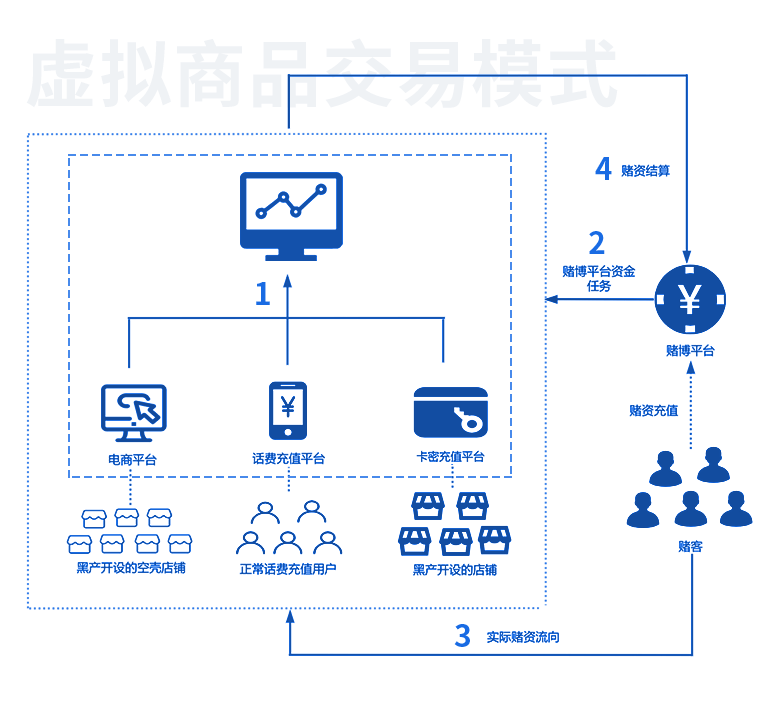 虚拟商品交易模式
4 赌资结算
2
赌博平台资金
任务
1
赌博平台
赌资充值
电商平台
话费充值平台
卡密充值平台
赌客
黑产开设的空壳店铺
正常话费充值用户
黑产开设的店铺
3 实际赌资流向